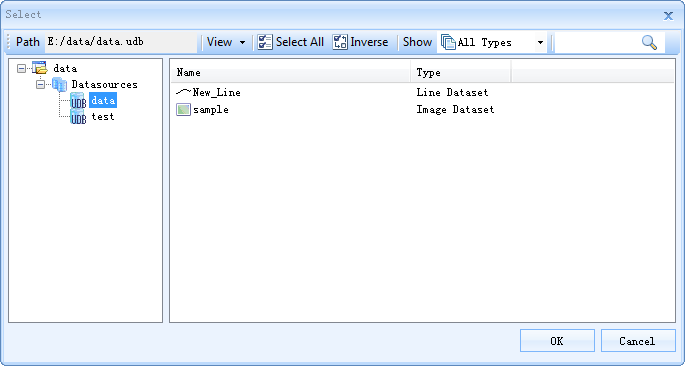 Select
Path E:/data/data.udb View Select All Inverse Show All Types
data
Datasources
UDB data
UDB test
Name Type
New_Line Line Dataset
sample Image Dataset
OK Cancel